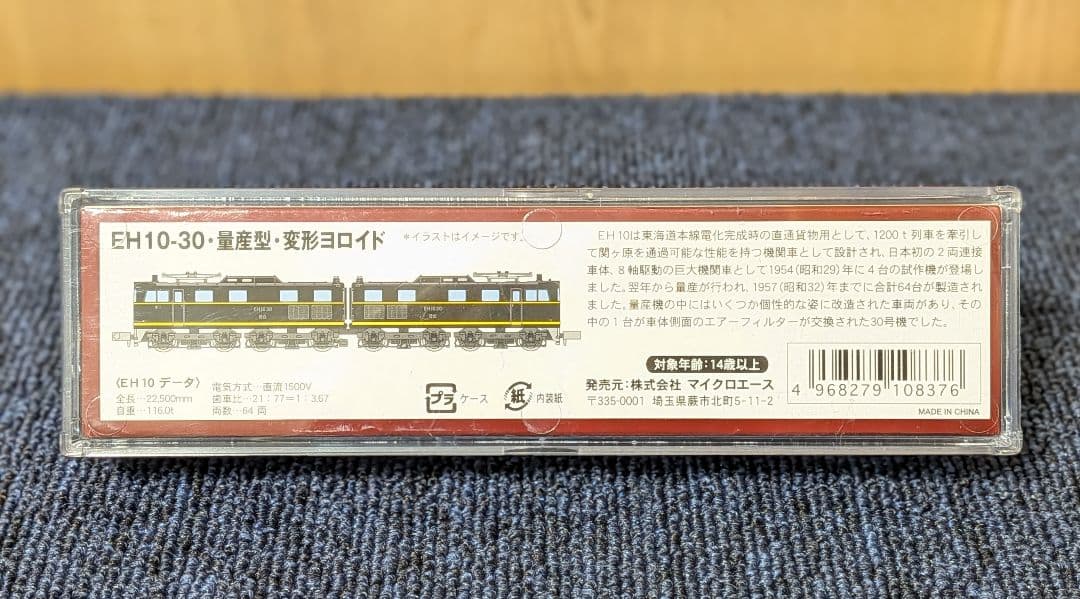 EH10-30・量産型・変形ヨロイド
*イラストはイメージです。
EH10は東海道本線電化完成時の直通貨物用として、1200t列車を牽引し
て関ヶ原を通過可能な性能を持つ機関車として設計され、日本初の2両連接
車体、8軸駆動の巨大機関車として1954(昭和29)年に4台の試作機が登場し
ました。翌年から量産が行われ、1957(昭和32)年までに合計64台が製造され
ました。量産機の中にはいくつか個性的な姿に改造された車両があり、その
中の1台が車体側面のエアーフィルターが交換された30号機でした。
EH1030
EH1030
〈EH10 データ〉
全長…22,500mm
自重…116.0t
電気方式…直流1500V
歯車比…21:77=1:3.67
両数…64両
プラ ケース
紙 内装紙
対象年齢:14歳以上
発売元:株式会社 マイクロエース
〒335-0001 埼玉県蕨市北町5-11-2
4 968279 108376
MADE IN CHINA